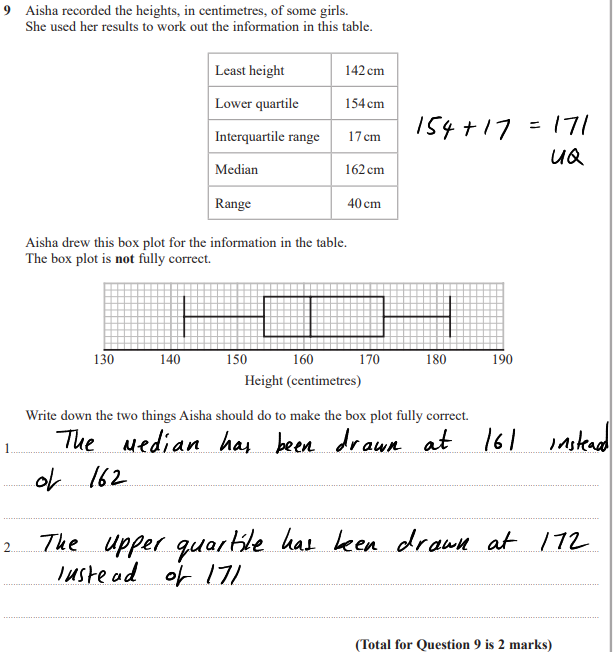 9 Aisha recorded the heights, in centimetres, of some girls.
She used her results to work out the information in this table.
Least height 142 cm
Lower quartile 154 cm
Interquartile range 17 cm
Median 162 cm
Range 40 cm
154 + 17 = 171
UQ
Aisha drew this box plot for the information in the table.
The box plot is not fully correct.
130 140 150 160 170 180 190
Height (centimetres)
Write down the two things Aisha should do to make the box plot fully correct.
1 The Median has been drawn at 161 instead
of 162
2 The upper quartile has been drawn at 172
instead of 171
(Total for Question 9 is 2 marks)